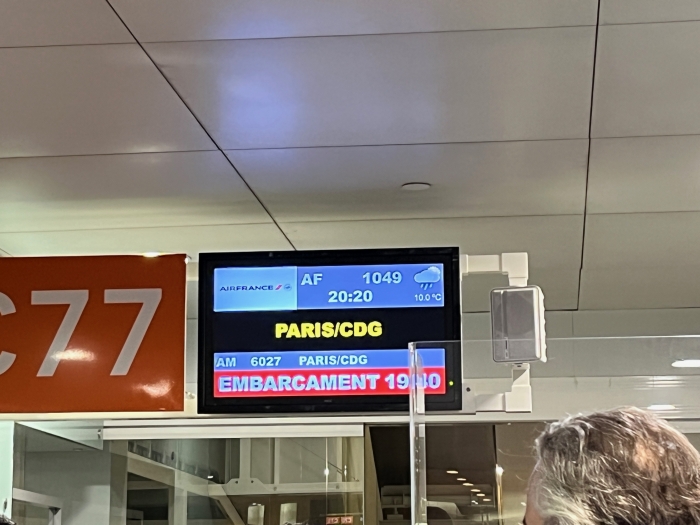 C77
AIRFRANCE
AF 1049
20:20
10.0 °C
PARIS/CDG
AM 6027 PARIS/CDG
EMBARCAMENT